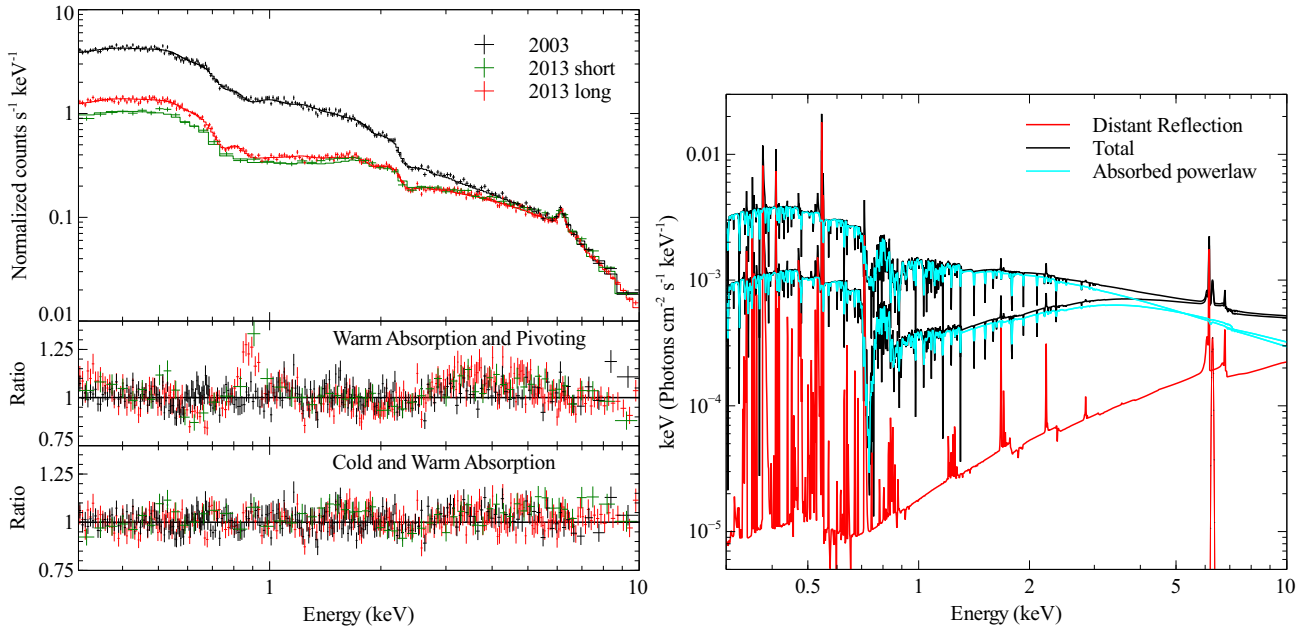 10
1
0.1
0.01
Normalized counts s⁻¹ keV⁻¹
2003
2013 short
2013 long
Warm Absorption and Pivoting
1.25
1
0.75
Ratio
Cold and Warm Absorption
1.25
1
0.75
Ratio
1
10
Energy (keV)
Distant Reflection
Total
Absorbed powerlaw
0.01
10⁻³
10⁻⁴
10⁻⁵
keV (Photons cm⁻² s⁻¹ keV⁻¹)
0.5
1
2
5
10
Energy (keV)